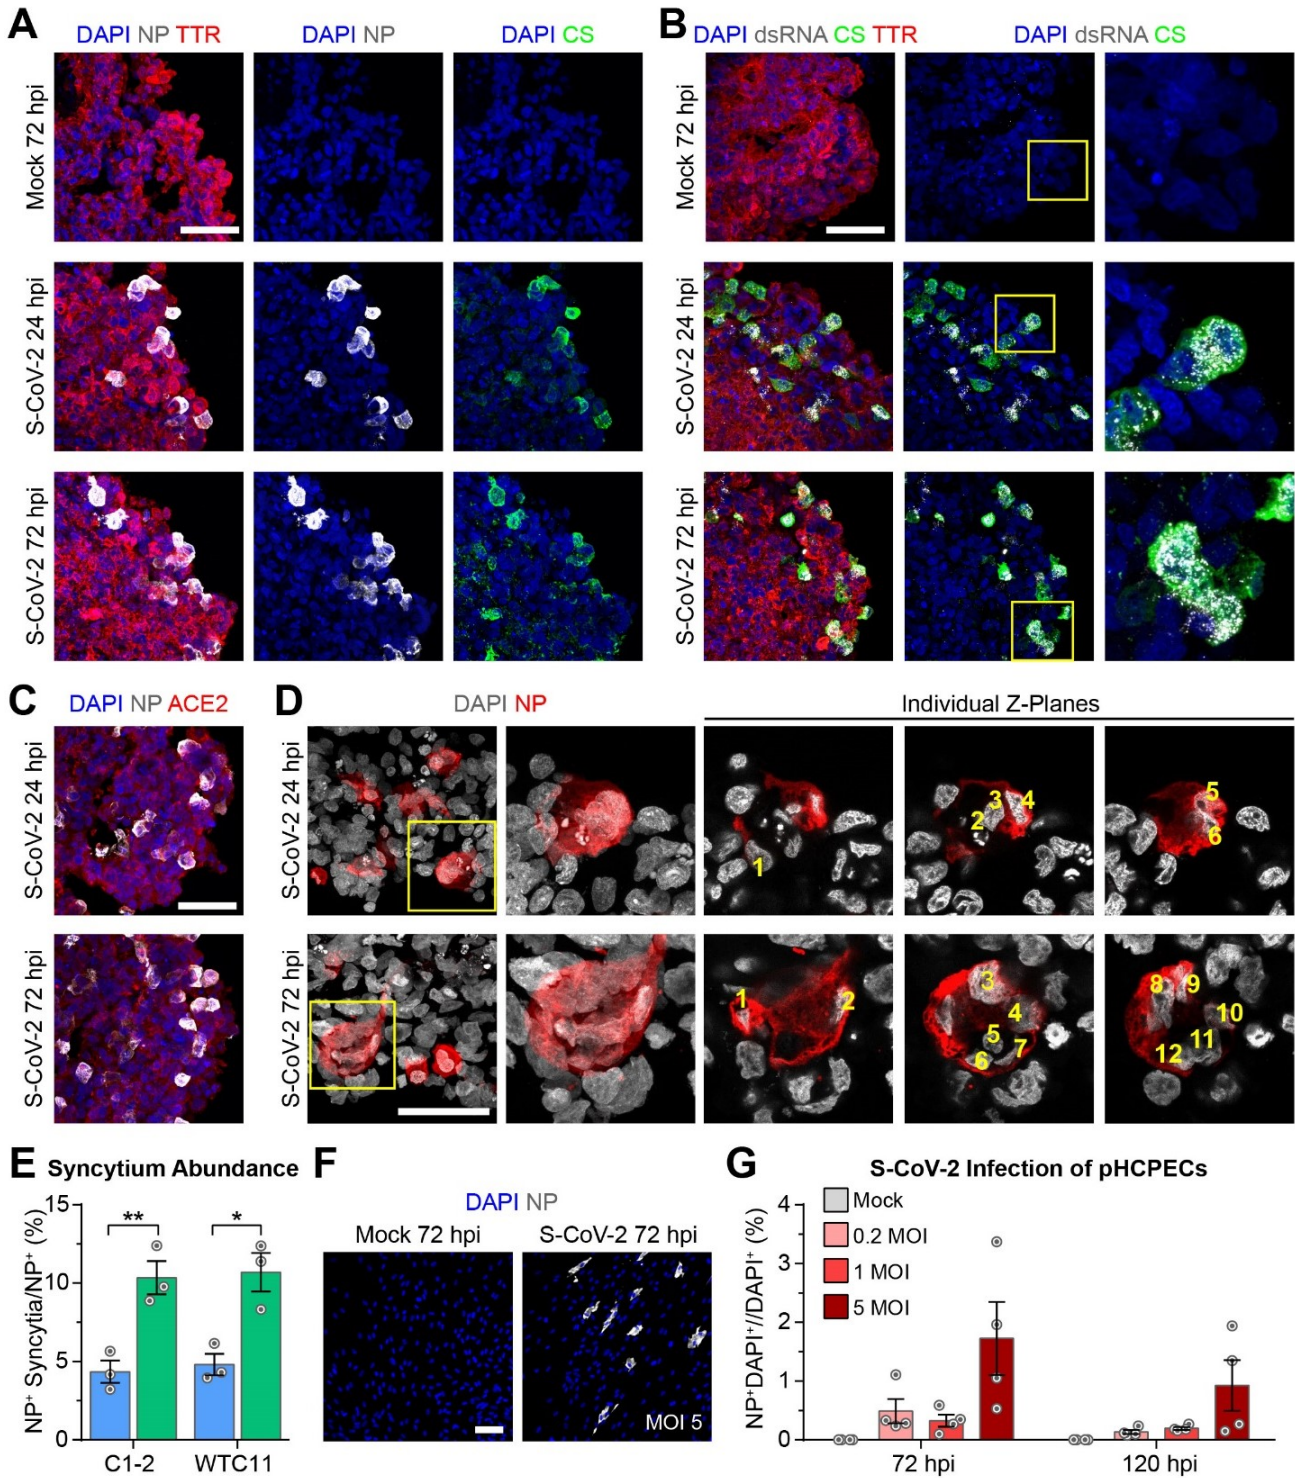 A
DAPI NP TTR
DAPI NP
DAPI CS
Mock 72 hpi
S-CoV-2 24 hpi
S-CoV-2 72 hpi
B
DAPI dsRNA CS TTR
DAPI dsRNA CS
Mock 72 hpi
S-CoV-2 24 hpi
S-CoV-2 72 hpi
C
DAPI NP ACE2
S-CoV-2 24 hpi
S-CoV-2 72 hpi
D
DAPI NP
Individual Z-Planes
S-CoV-2 24 hpi
1
2
3
4
5
6
S-CoV-2 72 hpi
1
2
3
4
5
6
7
8
9
10
11
12
E
Syncytium Abundance
NP⁺ Syncytia/NP⁺ (%)
15
10
5
0
**
*
C1-2
WTC11
F
DAPI NP
Mock 72 hpi
S-CoV-2 72 hpi
MOI 5
G
S-CoV-2 Infection of pHCPECs
NP⁺DAPI⁺//DAPI⁺ (%)
4
3
2
1
0
Mock
0.2 MOI
1 MOI
5 MOI
72 hpi
120 hpi